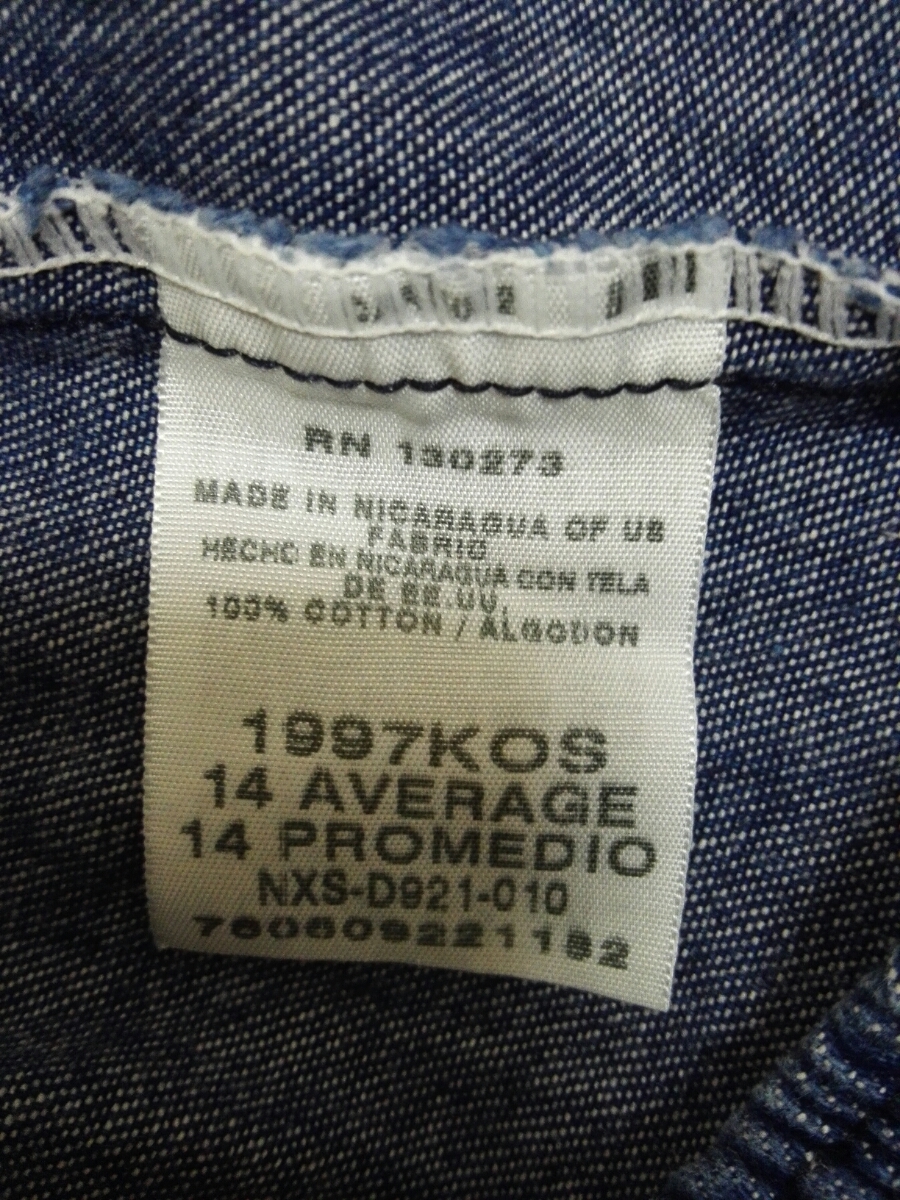 RN 130273
MADE IN NICARAGUA OF US
FABRIC
HECHO EN NICARAGUA CON TELA
DE EE.UU.
100% COTTON / ALGODON
1997KOS
14 AVERAGE
14 PROMEDIO
NXS-D921-010
760609221182